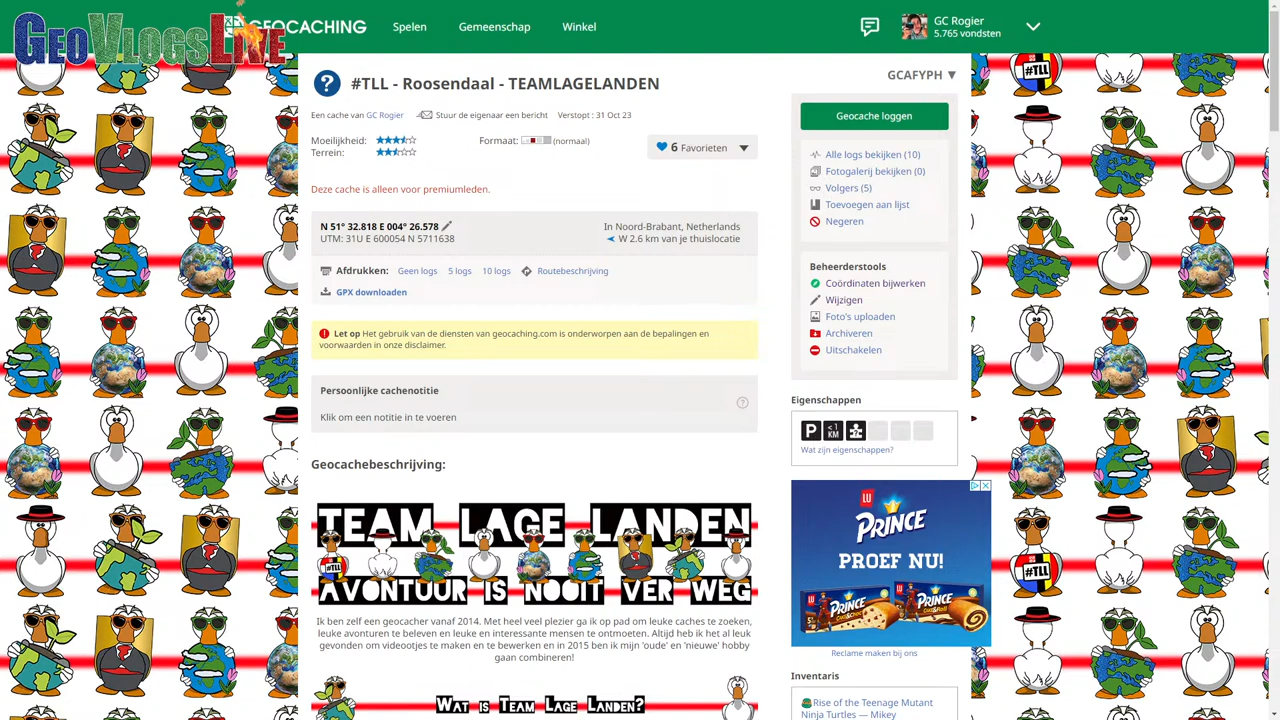 GeoVlogsLive
GEOCACHING
Spelen
Gemeenschap
Winkel
GC Rogier
5.765 vondsten
#TLL - Roosendaal - TEAMLAGELANDEN
GCAFYPH ▼
Een cache van GC Rogier
Stuur de eigenaar een bericht
Verstopt : 31 Oct 23
Moeilijkheid:
Formaat: (normaal)
Terrein:
6 Favorieten
Deze cache is alleen voor premiumleden.
N 51° 32.818 E 004° 26.578
UTM: 31U E 600054 N 5711638
In Noord-Brabant, Netherlands
W 2.6 km van je thuislocatie
Afdrukken: Geen logs 5 logs 10 logs Routebeschrijving
GPX downloaden
Let op Het gebruik van de diensten van geocaching.com is onderworpen aan de bepalingen en
voorwaarden in onze disclaimer.
Persoonlijke cachenotitie
Klik om een notitie in te voeren
Geocachebeschrijving:
TEAM LAGE LANDEN
#TLL
AVONTUUR IS NOOIT VER WEG
Ik ben zelf een geocacher vanaf 2014. Met heel veel plezier ga ik op pad om leuke caches te zoeken,
leuke avonturen te beleven en leuke en interessante mensen te ontmoeten. Altijd heb ik het al leuk
gevonden om videootjes te maken en te bewerken en in 2015 ben ik mijn 'oude' en 'nieuwe' hobby
gaan combineren!
Wat is Team Lage Landen?
Geocache loggen
Alle logs bekijken (10)
Fotogalerij bekijken (0)
Volgers (5)
Toevoegen aan lijst
Negeren
Beheerderstools
Coördinaten bijwerken
Wijzigen
Foto's uploaden
Archiveren
Uitschakelen
Eigenschappen
P <1 KM
Wat zijn eigenschappen?
LU
PRINCE
PROEF NU!
LU PRINCE
LU PRINCE
Reclame maken bij ons
Inventaris
Rise of the Teenage Mutant
Ninja Turtles — Mikey
#TLL
#TLL